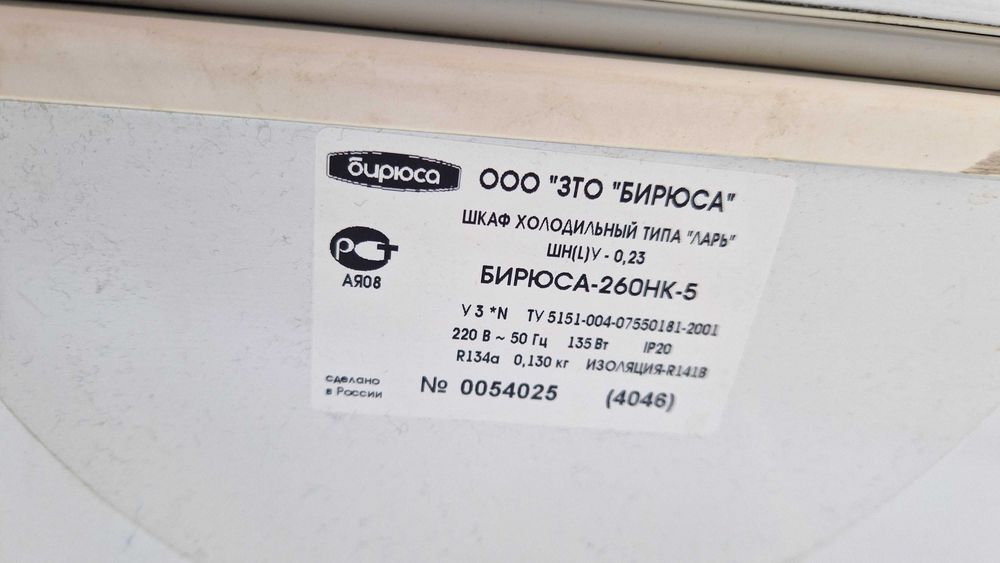 бирюса
ООО "ЗТО "БИРЮСА"
ШКАФ ХОЛОДИЛЬНЫЙ ТИПА "ЛАРЬ"
ШН(L)У - 0,23
БИРЮСА-260НК-5
РСТ
АЯ08
У 3 *N ТУ 5151-004-07550181-2001
220 В ~ 50 Гц 135 Вт IP20
R134a 0,130 кг ИЗОЛЯЦИЯ-R141B
сделано
в России
№ 0054025 (4046)